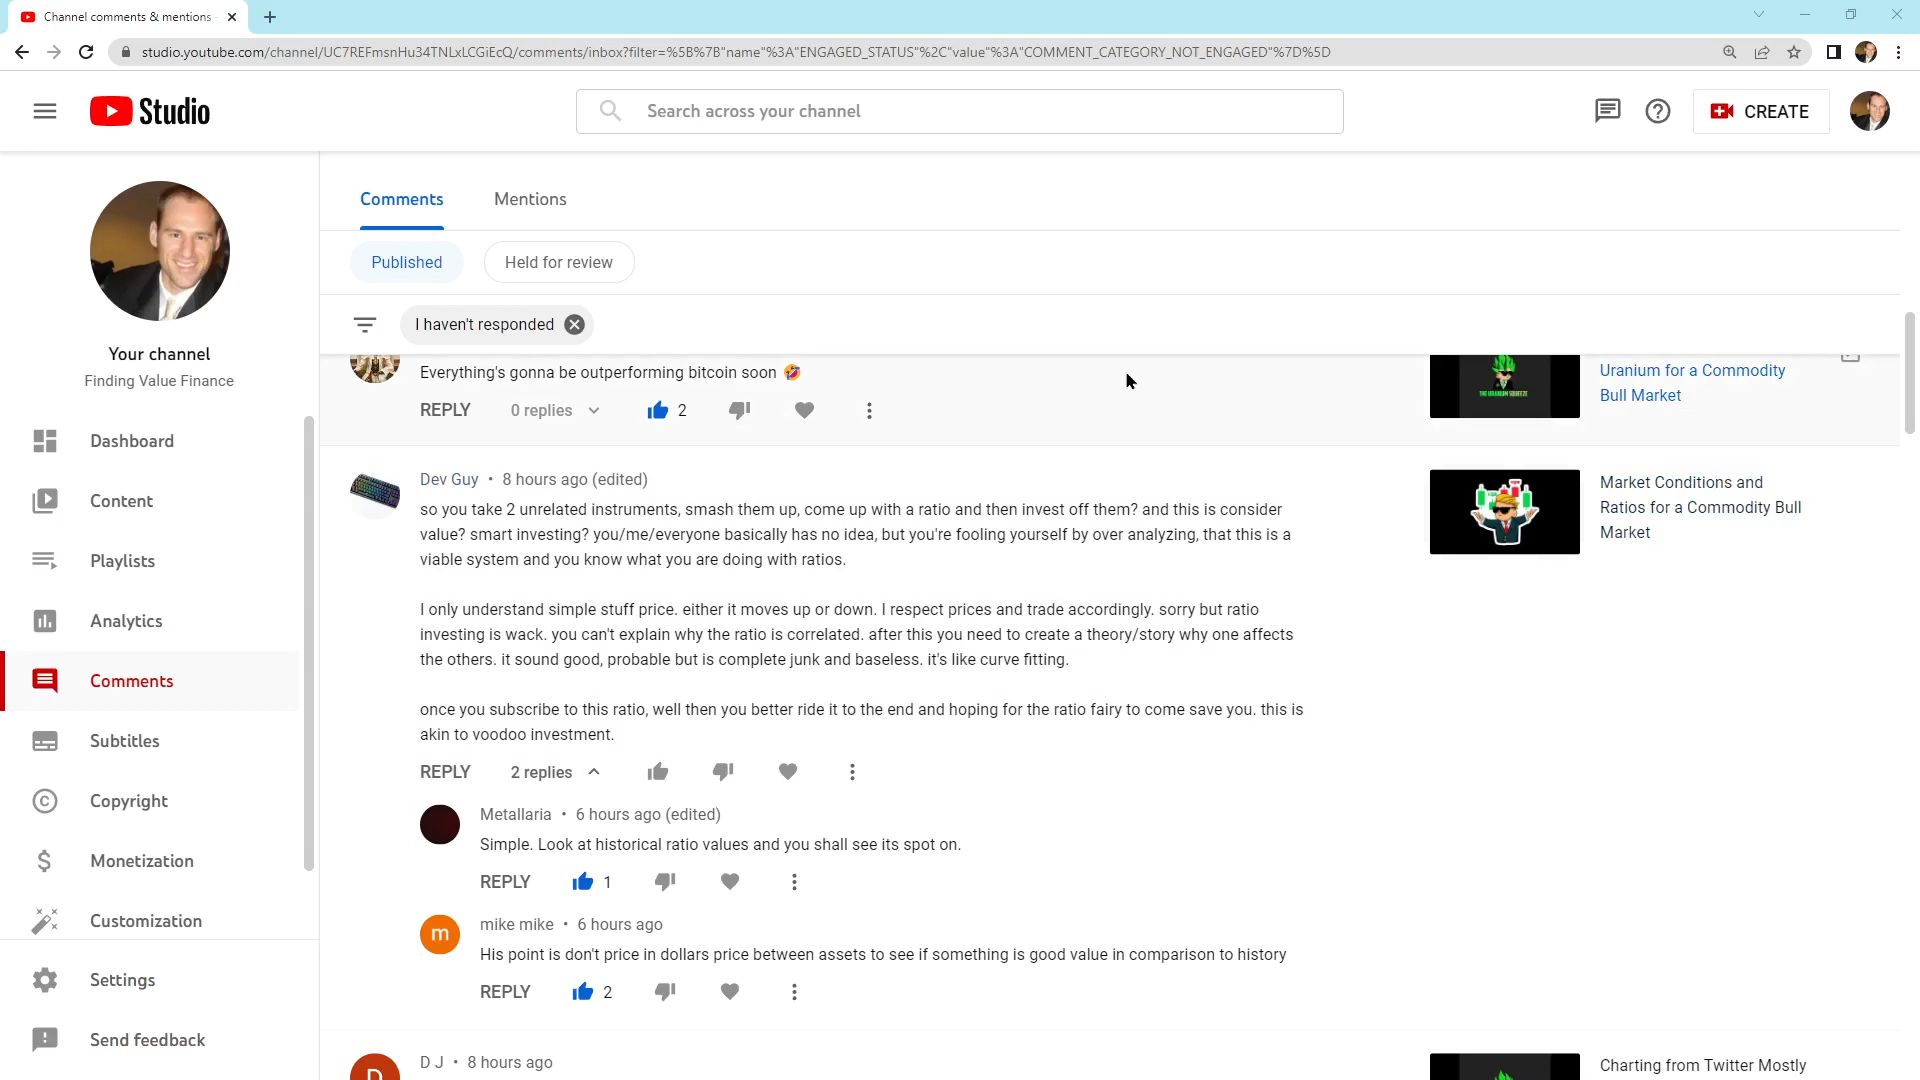 Channel comments & mentions
studio.youtube.com/channel/UC7REFmsnHu34TNLxLCGiEcQ/comments/inbox?filter=%5B%7B"name"%3A"ENGAGED_STATUS"%2C"value"%3A"COMMENT_CATEGORY_NOT_ENGAGED"%7D%5D
Studio
Search across your channel
CREATE
Your channel
Finding Value Finance
Dashboard
Content
Playlists
Analytics
Comments
Subtitles
Copyright
Monetization
Customization
Settings
Send feedback
Comments
Mentions
Published
Held for review
I haven't responded
Everything's gonna be outperforming bitcoin soon 🤣
REPLY 0 replies 2
THE URANIUM SQUEEZE
Uranium for a Commodity
Bull Market
Dev Guy • 8 hours ago (edited)
so you take 2 unrelated instruments, smash them up, come up with a ratio and then invest off them? and this is consider
value? smart investing? you/me/everyone basically has no idea, but you're fooling yourself by over analyzing, that this is a
viable system and you know what you are doing with ratios.
I only understand simple stuff price. either it moves up or down. I respect prices and trade accordingly. sorry but ratio
investing is wack. you can't explain why the ratio is correlated. after this you need to create a theory/story why one affects
the others. it sound good, probable but is complete junk and baseless. it's like curve fitting.
once you subscribe to this ratio, well then you better ride it to the end and hoping for the ratio fairy to come save you. this is
akin to voodoo investment.
REPLY 2 replies
Market Conditions and
Ratios for a Commodity Bull
Market
Metallaria • 6 hours ago (edited)
Simple. Look at historical ratio values and you shall see its spot on.
REPLY 1
m
mike mike • 6 hours ago
His point is don't price in dollars price between assets to see if something is good value in comparison to history
REPLY 2
D
D J • 8 hours ago
Charting from Twitter Mostly